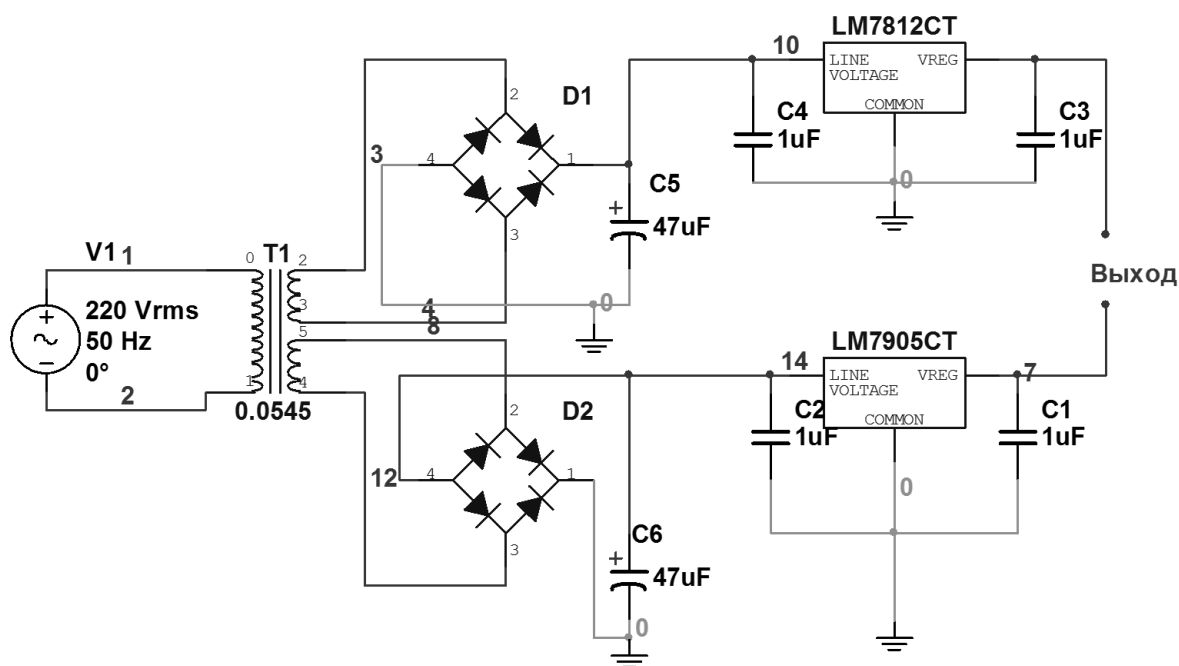 LM7812CT
10
LINE VOLTAGE
VREG
COMMON
2
D1
C4
1uF
C3
1uF
3
4
1
C5
+
47uF
0
3
V1
1
0
T1
2
Выход
220 Vrms
50 Hz
0°
+
3
4
8
0
5
LM7905CT
2
1
4
0.0545
14
LINE VOLTAGE
VREG
7
COMMON
2
D2
C2
1uF
C1
1uF
12
4
1
0
3
C6
+
47uF
0